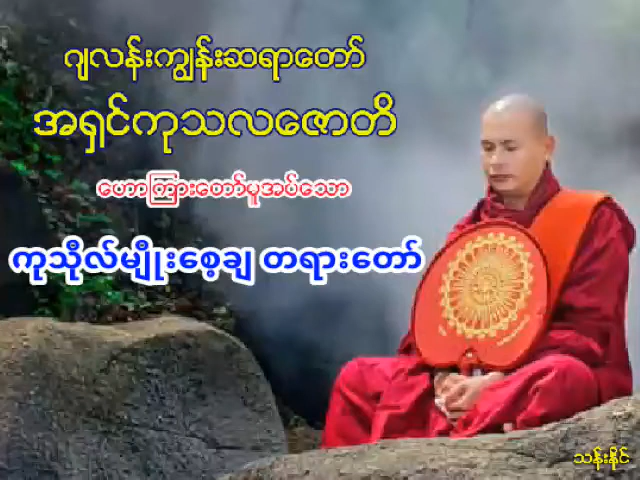 ဂျလန်းကျွန်းဆရာတော်
အရှင်ကုသလဇောတိ
ဟောကြားတော်မူအပ်သော
ကုသိုလ်မျိုးစေ့ချ တရားတော်
သန်းနိုင်